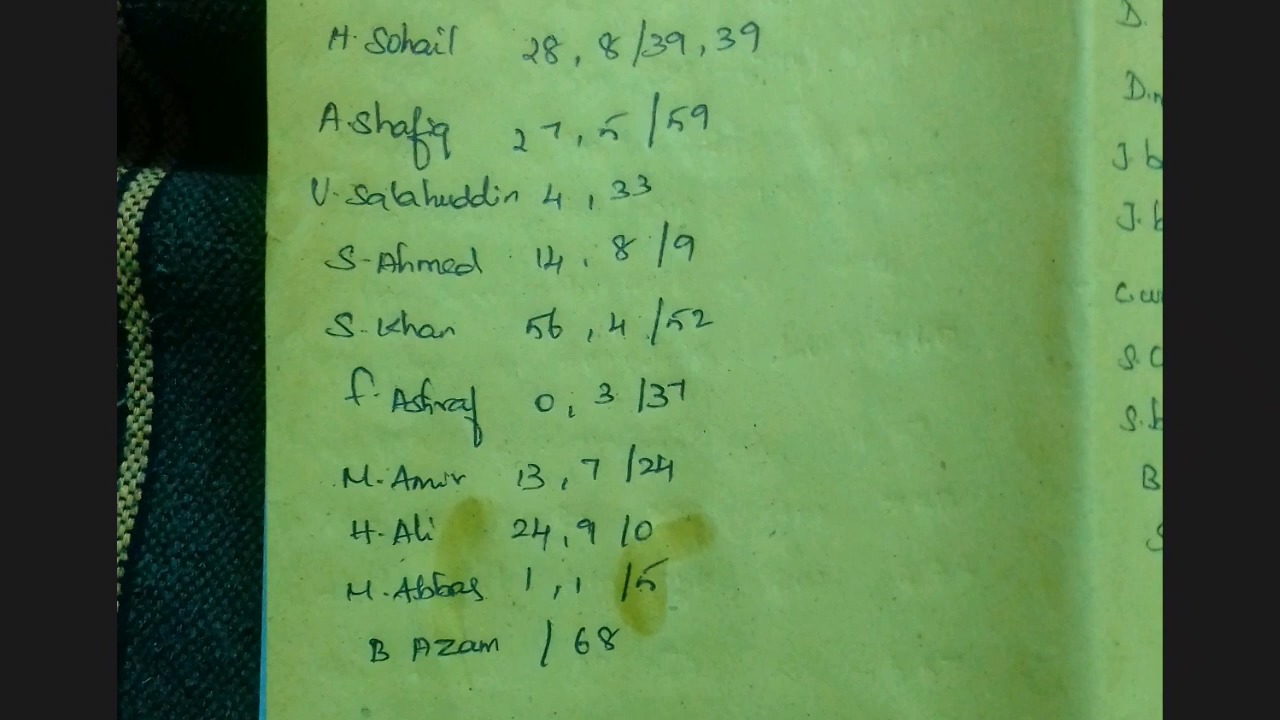 H. Sohail 28, 8/39, 39
A. Shafiq 27, 5/59
U. Salahuddin 4, 33
S. Ahmed 14, 8/9
S. Khan 56, 4/52
f. Ashraf 0, 3/37
M. Amir 13, 7/24
H. Ali 24, 9/0
M. Abbas 1, 1/5
B Azam /68
D.
D.
J. b
J. b
S. C
S. b
B
S